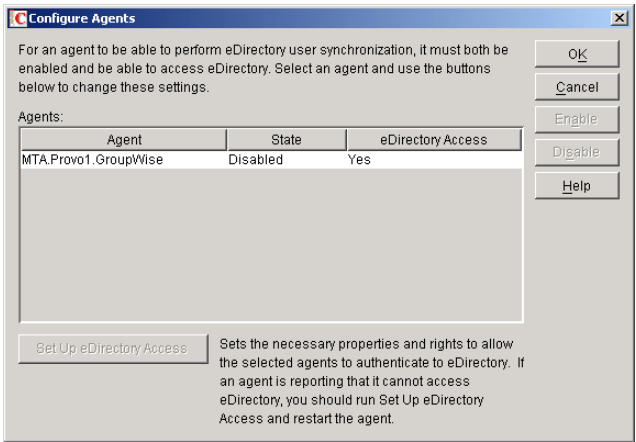 Configure Agents
For an agent to be able to perform eDirectory user synchronization, it must both be
enabled and be able to access eDirectory. Select an agent and use the buttons
below to change these settings.
OK
Cancel
Enable
Disable
Help
Agents:
Agent State eDirectory Access
MTA.Provo1.GroupWise Disabled Yes
Set Up eDirectory Access
Sets the necessary properties and rights to allow
the selected agents to authenticate to eDirectory. If
an agent is reporting that it cannot access
eDirectory, you should run Set Up eDirectory
Access and restart the agent.